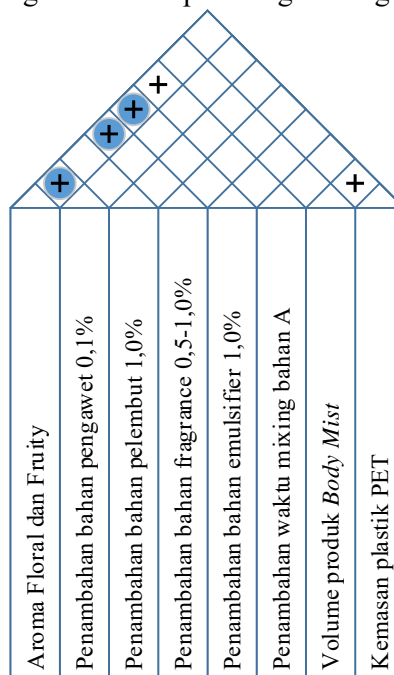 +
+
+
+
+
Aroma Floral dan Fruity
Penambahan bahan pengawet 0,1%
Penambahan bahan pelembut 1,0%
Penambahan bahan fragrance 0,5-1,0%
Penambahan bahan emulsifier 1,0%
Penambahan waktu mixing bahan A
Volume produk Body Mist
Kemasan plastik PET